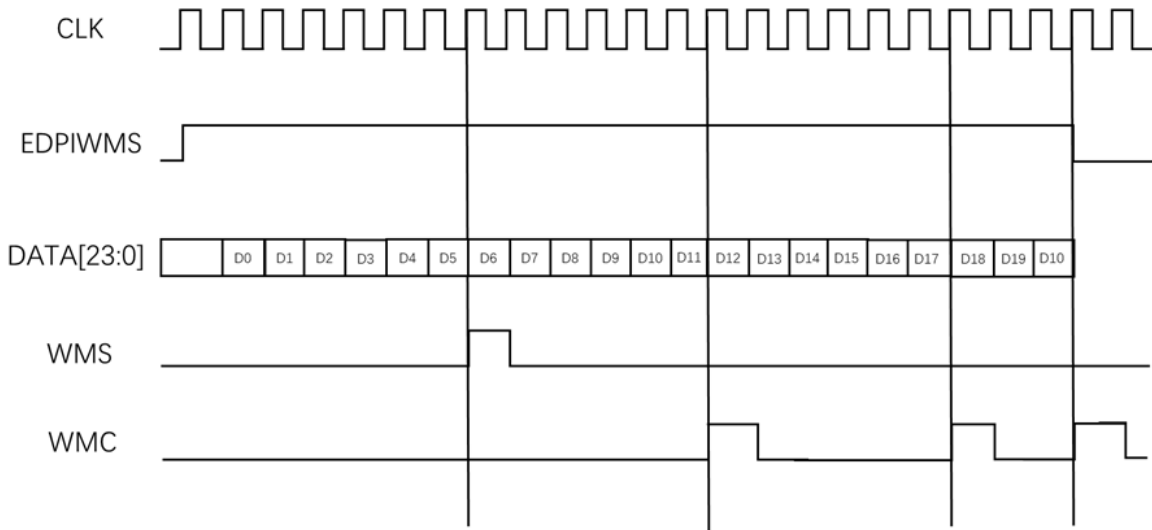 CLK
EDPIWMS
DATA[23:0] D0 D1 D2 D3 D4 D5 D6 D7 D8 D9 D10 D11 D12 D13 D14 D15 D16 D17 D18 D19 D10
WMS
WMC